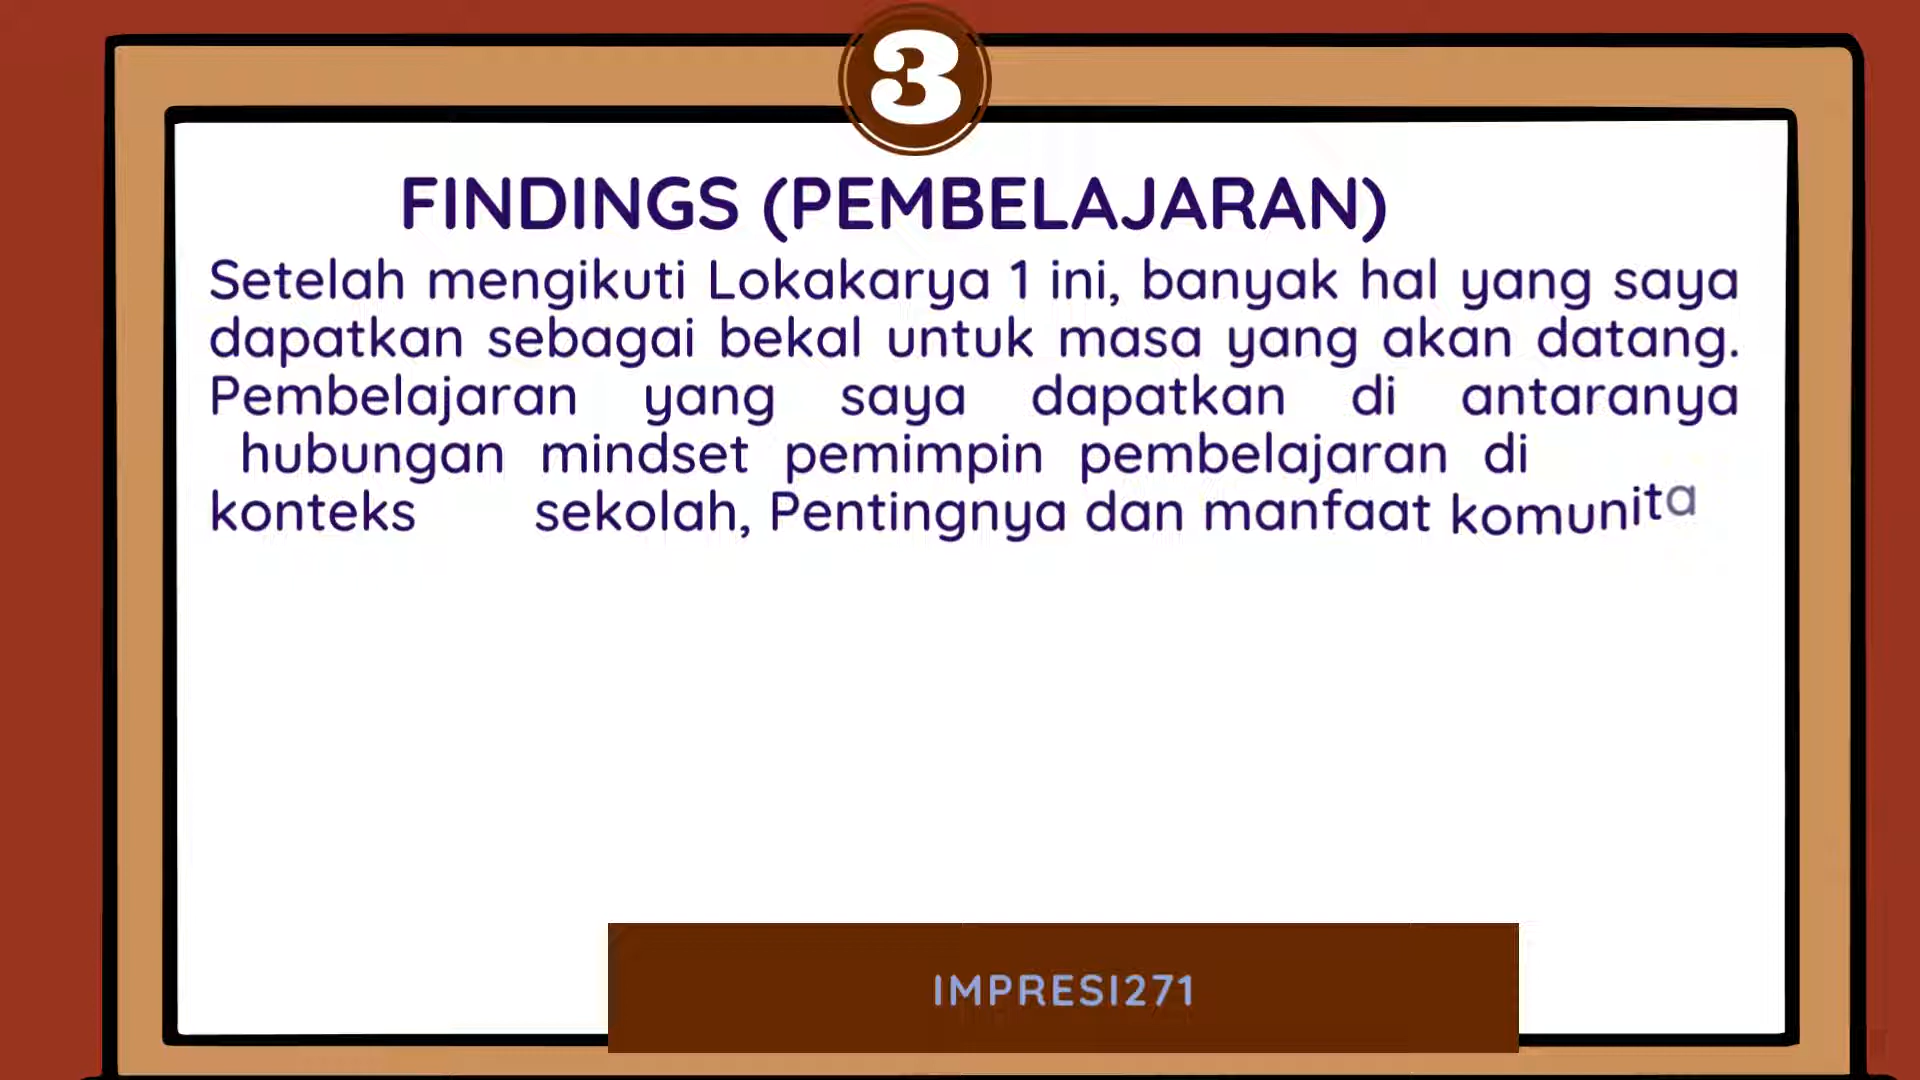 3
FINDINGS (PEMBELAJARAN)
Setelah mengikuti Lokakarya 1 ini, banyak hal yang saya
dapatkan sebagai bekal untuk masa yang akan datang.
Pembelajaran yang saya dapatkan di antaranya
hubungan mindset pemimpin pembelajaran di
konteks sekolah, Pentingnya dan manfaat komunita
IMPRESI271